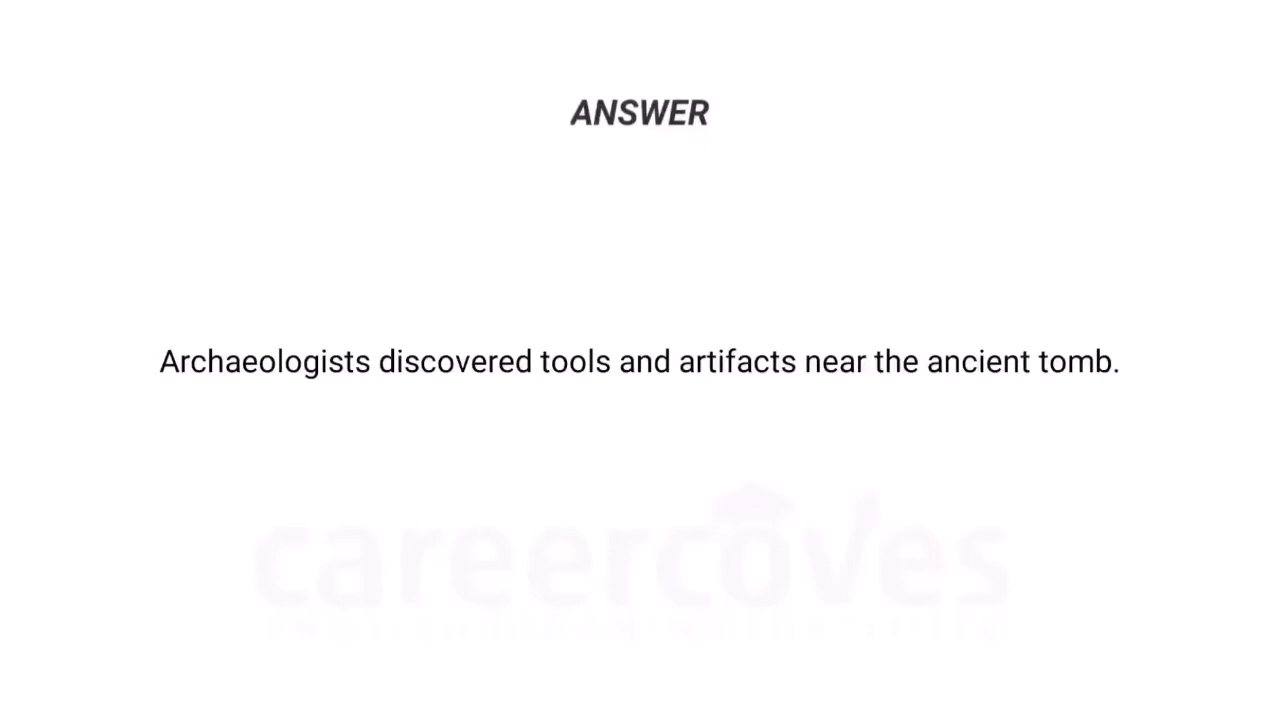 ANSWER
Archaeologists discovered tools and artifacts near the ancient tomb.
careercoves